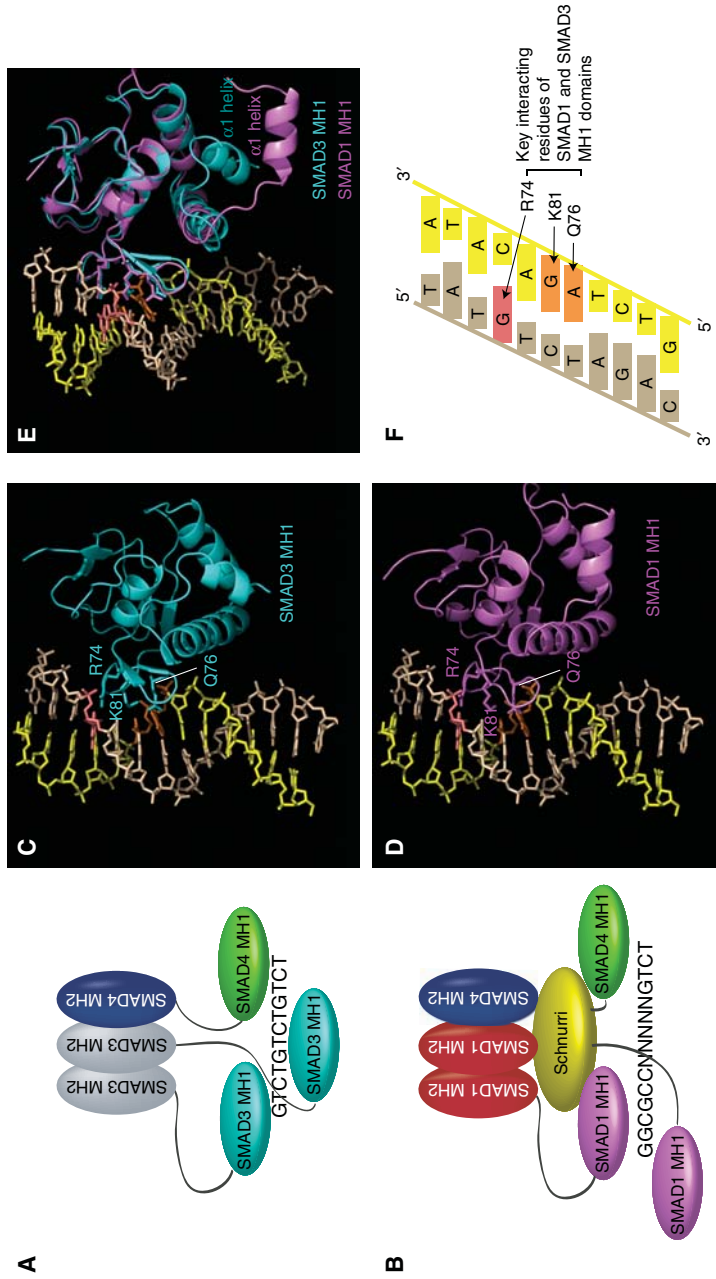 A
SMAD3 MH2
SMAD3 MH2
SMAD4 MH2
SMAD3 MH1
SMAD4 MH1
GTCTGTCTGTCT
SMAD3 MH1
B
SMAD1 MH2
SMAD1 MH2
SMAD4 MH2
Schnurri
SMAD1 MH1
SMAD4 MH1
GGCGCCNNNNNGTCT
SMAD1 MH1
C
R74
K81
Q76
SMAD3 MH1
D
R74
K81
Q76
SMAD1 MH1
E
α1 helix
α1 helix
SMAD3 MH1
SMAD1 MH1
F
5′
3′
T
A
A
T
T
A
G
C
T
A
C
G
T
A
A
T
G
C
A
T
C
G
3′
5′
R74
K81
Q76
Key interacting
residues of
SMAD1 and SMAD3
MH1 domains